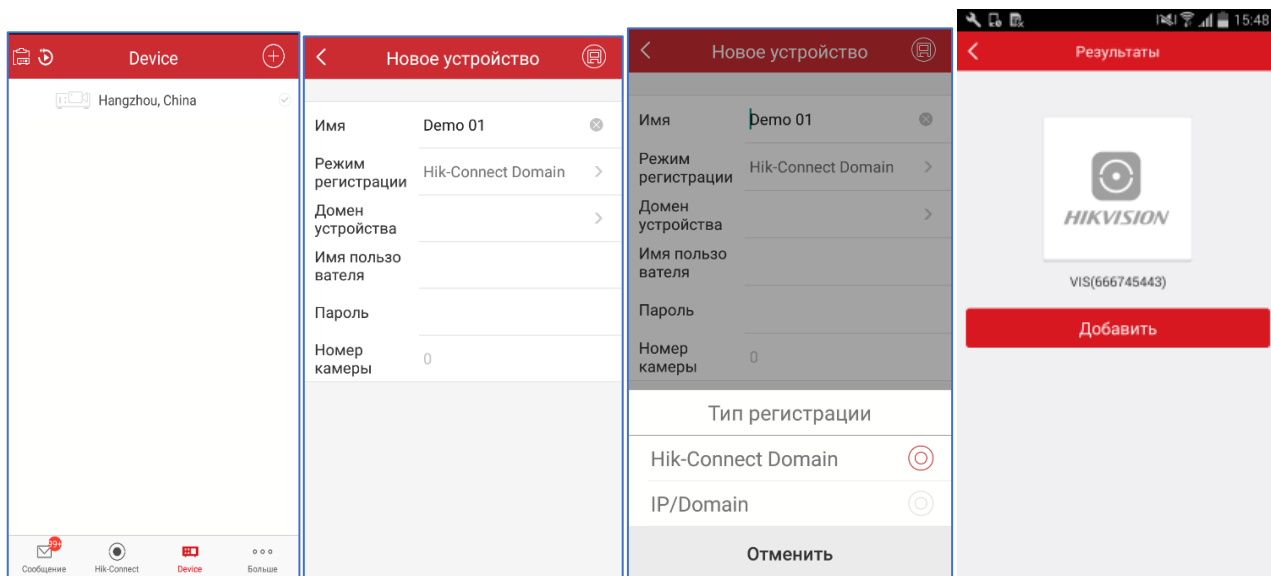 Device
Hangzhou, China
99+
Сообщение
Hik-Connect
Device
Больше
Новое устройство
Имя
Demo 01
Режим
регистрации
Hik-Connect Domain
Домен
устройства
Имя пользо
вателя
Пароль
Номер
камеры
0
Новое устройство
Имя
Demo 01
Режим
регистрации
Hik-Connect Domain
Домен
устройства
Имя пользо
вателя
Пароль
Номер
камеры
0
Тип регистрации
Hik-Connect Domain
IP/Domain
Отменить
15:48
Результаты
HIKVISION
VIS(666745443)
Добавить